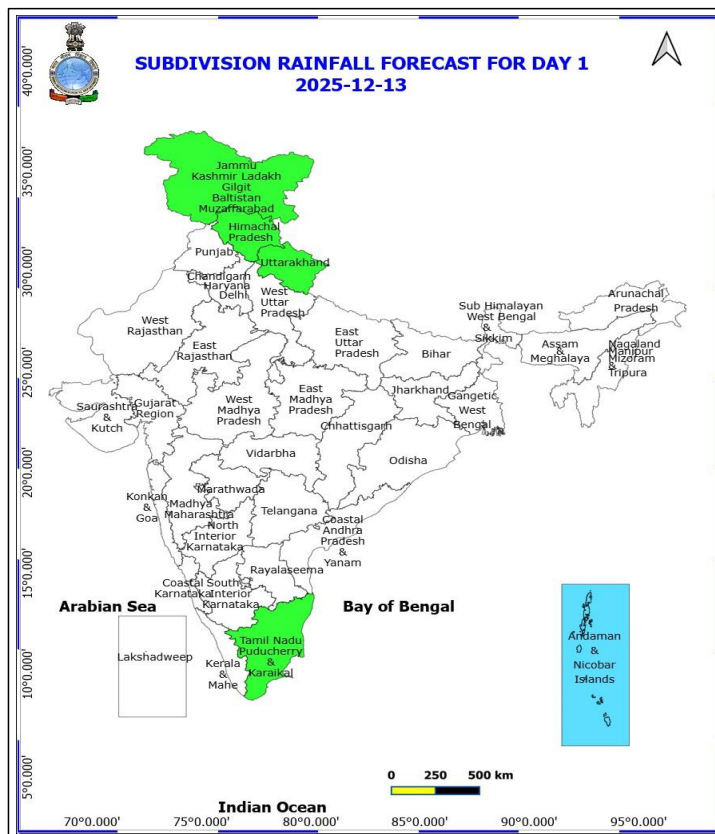 SUBDIVISION RAINFALL FORECAST FOR DAY 1
2025-12-13
40°0.000'
35°0.000'
30°0.000'
25°0.000'
20°0.000'
15°0.000'
10°0.000'
5°0.000'
Jammu
Kashmir Ladakh
Gilgit
Baltistan
Muzaffarabad
Himachal
Pradesh
Uttarakhand
Punjab
Chandigarh
Haryana
Delhi
West
Uttar
Pradesh
West
Rajasthan
East
Rajasthan
East
Uttar
Pradesh
Bihar
Sub Himalayan
West Bengal
&
Sikkim
Arunachal
Pradesh
Assam
&
Meghalaya
Nagaland
Manipur
Mizoram
&
Tripura
Saurashtra
&
Kutch
Gujarat
Region
West
Madhya
Pradesh
East
Madhya
Pradesh
Jharkhand
Gangetic
West
Bengal
Chhattisgarh
Vidarbha
Odisha
Konkan
&
Goa
Madhya
Maharashtra
Marathwada
Telangana
North
Interior
Karnataka
Coastal
Andhra
Pradesh
&
Yanam
Rayalaseema
Coastal
Karnataka
South
Interior
Karnataka
Arabian Sea
Bay of Bengal
Lakshadweep
Kerala
&
Mahe
Tamil Nadu
Puducherry
&
Karaikal
Andaman
&
Nicobar
Islands
0 250 500 km
Indian Ocean
70°0.000' 75°0.000' 80°0.000' 85°0.000' 90°0.000' 95°0.000'